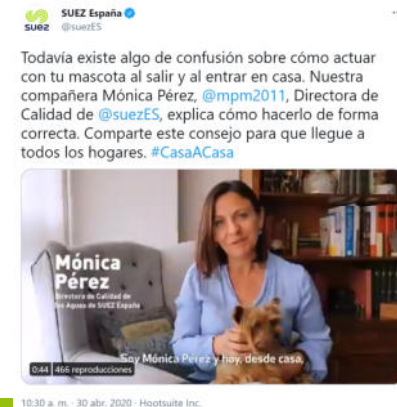 SUEZ España
suez
@suezES
Todavía existe algo de confusión sobre cómo actuar
con tu mascota al salir y al entrar en casa. Nuestra
compañera Mónica Pérez, @mpm2011, Directora de
Calidad de @suezES, explica cómo hacerlo de forma
correcta. Comparte este consejo para que llegue a
todos los hogares. #CasaACasa
Mónica
Pérez
Directora de Calidad de
las Aguas de SUEZ España
Soy Mónica Pérez y hoy, desde casa,
0:44 466 reproducciones
10:30 a. m. · 30 abr. 2020 · Hootsuite Inc.